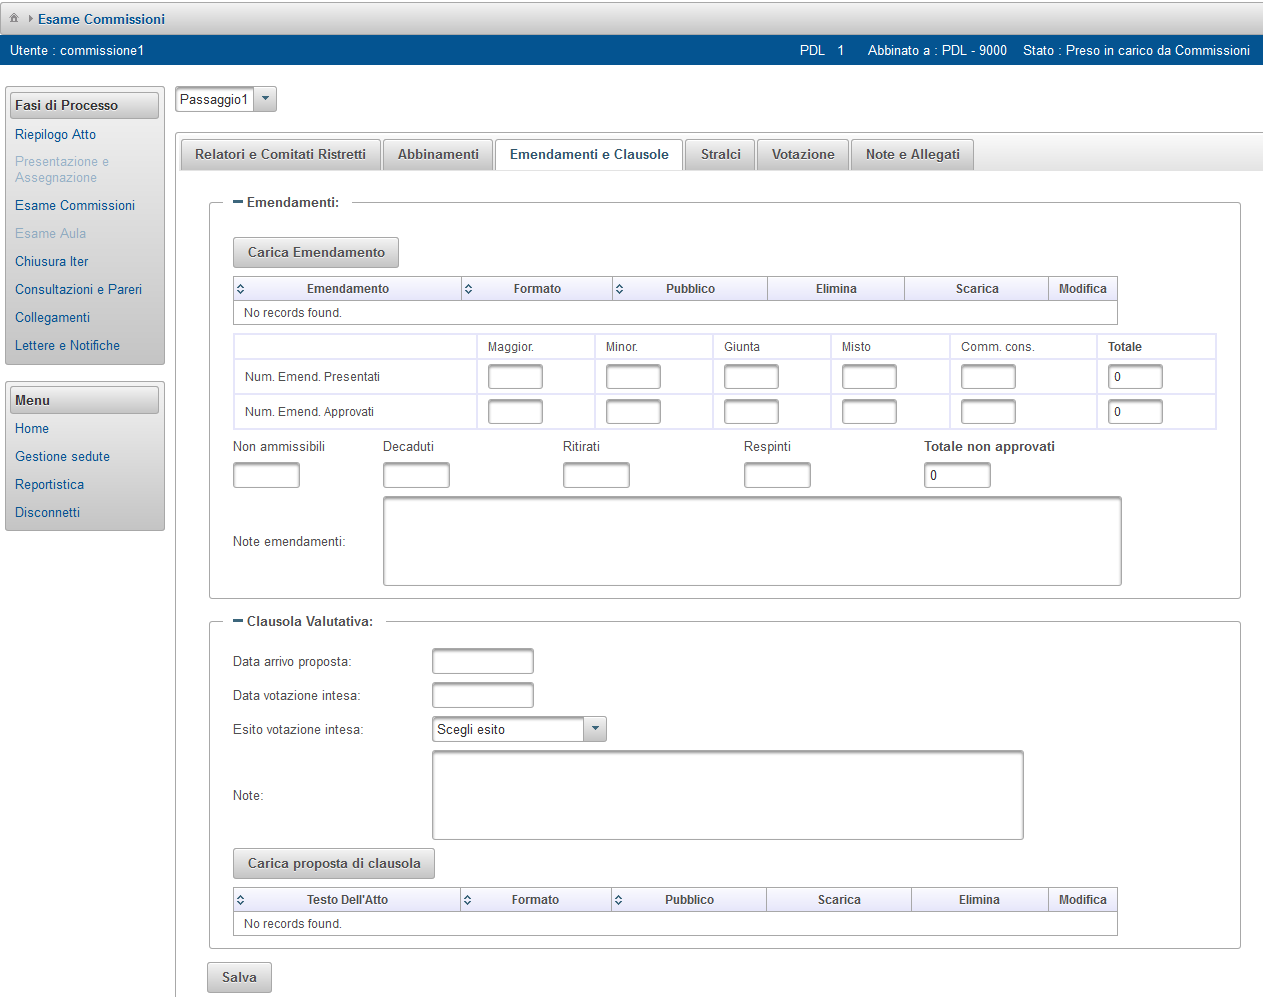 Esame Commissioni
Utente : commissione1
PDL 1 Abbinato a : PDL - 9000 Stato : Preso in carico da Commissioni
Fasi di Processo
Riepilogo Atto
Presentazione e
Assegnazione
Esame Commissioni
Esame Aula
Chiusura Iter
Consultazioni e Pareri
Collegamenti
Lettere e Notifiche
Menu
Home
Gestione sedute
Reportistica
Disconnetti
Passaggio1
Relatori e Comitati Ristretti Abbinamenti Emendamenti e Clausole Stralci Votazione Note e Allegati
Emendamenti:
Carica Emendamento
Emendamento Formato Pubblico Elimina Scarica Modifica
No records found.
Maggior. Minor. Giunta Misto Comm. cons. Totale
Num. Emend. Presentati 0
Num. Emend. Approvati 0
Non ammissibili Decaduti Ritirati Respinti Totale non approvati
0
Note emendamenti:
Clausola Valutativa:
Data arrivo proposta:
Data votazione intesa:
Esito votazione intesa: Scegli esito
Note:
Carica proposta di clausola
Testo Dell'Atto Formato Pubblico Scarica Elimina Modifica
No records found.
Salva